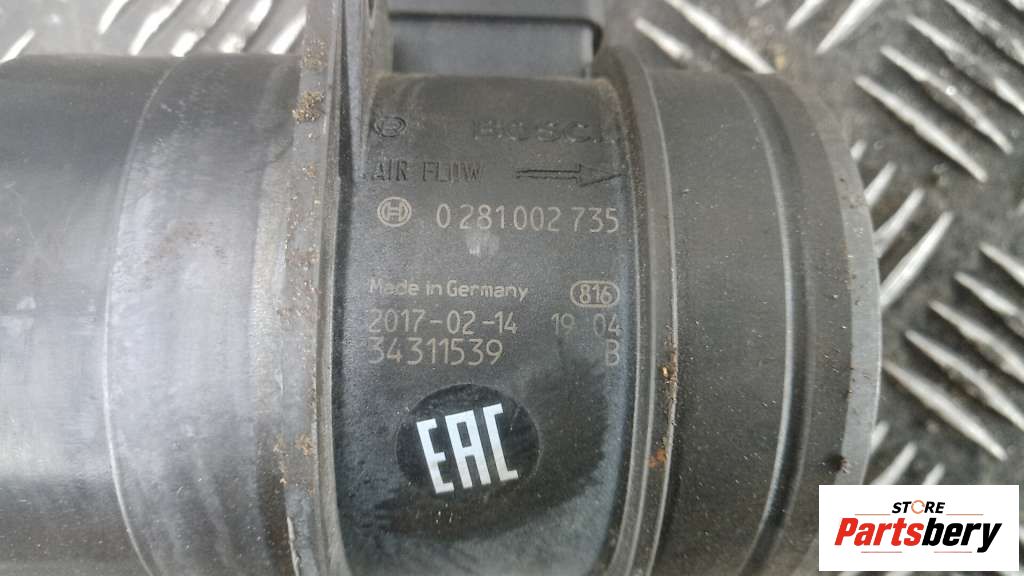 BOSCH
AIR FLOW
0 281 002 735
Made in Germany 816
2017-02-14 19 04
34311539 B
EAC
STORE
Partsbery